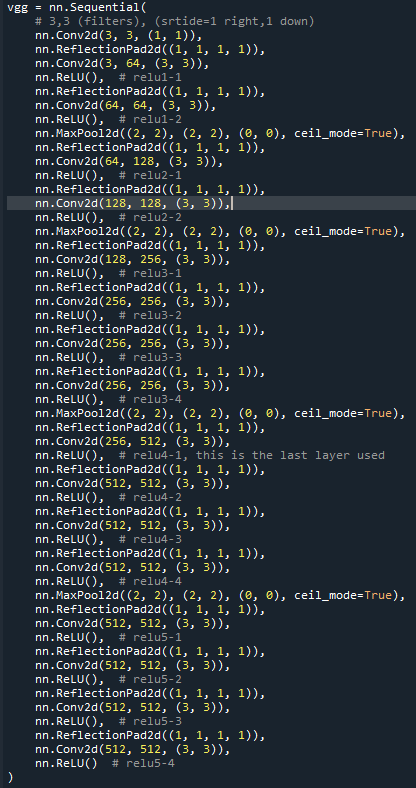 vgg = nn.Sequential(
    # 3,3 (filters), (srtide=1 right,1 down)
    nn.Conv2d(3, 3, (1, 1)),
    nn.ReflectionPad2d((1, 1, 1, 1)),
    nn.Conv2d(3, 64, (3, 3)),
    nn.ReLU(),  # relu1-1
    nn.ReflectionPad2d((1, 1, 1, 1)),
    nn.Conv2d(64, 64, (3, 3)),
    nn.ReLU(),  # relu1-2
    nn.MaxPool2d((2, 2), (2, 2), (0, 0), ceil_mode=True),
    nn.ReflectionPad2d((1, 1, 1, 1)),
    nn.Conv2d(64, 128, (3, 3)),
    nn.ReLU(),  # relu2-1
    nn.ReflectionPad2d((1, 1, 1, 1)),
    nn.Conv2d(128, 128, (3, 3)),
    nn.ReLU(),  # relu2-2
    nn.MaxPool2d((2, 2), (2, 2), (0, 0), ceil_mode=True),
    nn.ReflectionPad2d((1, 1, 1, 1)),
    nn.Conv2d(128, 256, (3, 3)),
    nn.ReLU(),  # relu3-1
    nn.ReflectionPad2d((1, 1, 1, 1)),
    nn.Conv2d(256, 256, (3, 3)),
    nn.ReLU(),  # relu3-2
    nn.ReflectionPad2d((1, 1, 1, 1)),
    nn.Conv2d(256, 256, (3, 3)),
    nn.ReLU(),  # relu3-3
    nn.ReflectionPad2d((1, 1, 1, 1)),
    nn.Conv2d(256, 256, (3, 3)),
    nn.ReLU(),  # relu3-4
    nn.MaxPool2d((2, 2), (2, 2), (0, 0), ceil_mode=True),
    nn.ReflectionPad2d((1, 1, 1, 1)),
    nn.Conv2d(256, 512, (3, 3)),
    nn.ReLU(),  # relu4-1, this is the last layer used
    nn.ReflectionPad2d((1, 1, 1, 1)),
    nn.Conv2d(512, 512, (3, 3)),
    nn.ReLU(),  # relu4-2
    nn.ReflectionPad2d((1, 1, 1, 1)),
    nn.Conv2d(512, 512, (3, 3)),
    nn.ReLU(),  # relu4-3
    nn.ReflectionPad2d((1, 1, 1, 1)),
    nn.Conv2d(512, 512, (3, 3)),
    nn.ReLU(),  # relu4-4
    nn.MaxPool2d((2, 2), (2, 2), (0, 0), ceil_mode=True),
    nn.ReflectionPad2d((1, 1, 1, 1)),
    nn.Conv2d(512, 512, (3, 3)),
    nn.ReLU(),  # relu5-1
    nn.ReflectionPad2d((1, 1, 1, 1)),
    nn.Conv2d(512, 512, (3, 3)),
    nn.ReLU(),  # relu5-2
    nn.ReflectionPad2d((1, 1, 1, 1)),
    nn.Conv2d(512, 512, (3, 3)),
    nn.ReLU(),  # relu5-3
    nn.ReflectionPad2d((1, 1, 1, 1)),
    nn.Conv2d(512, 512, (3, 3)),
    nn.ReLU()  # relu5-4
)